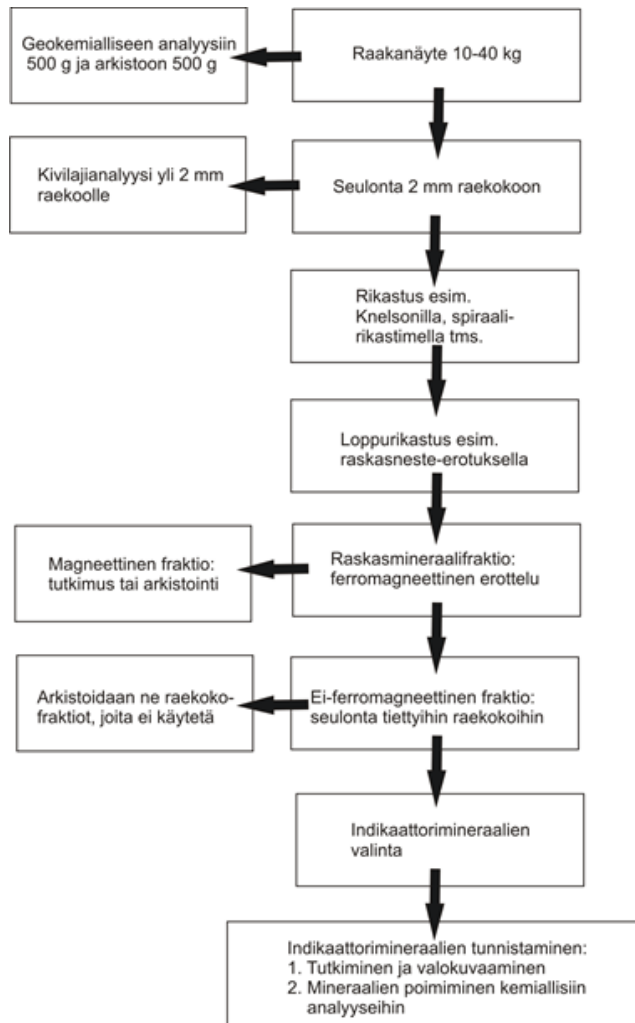 Geokemialliseen analyysiin
500 g ja arkistoon 500 g
Raakanäyte 10-40 kg
Kivilajianalyysi yli 2 mm
raekoolle
Seulonta 2 mm raekokoon
Rikastus esim.
Knelsonilla, spiraali-
rikastimella tms.
Loppurikastus esim.
raskasneste-erotuksella
Magneettinen fraktio:
tutkimus tai arkistointi
Raskasmineraalifraktio:
ferromagneettinen erottelu
Arkistoidaan ne raekoko-
fraktiot, joita ei käytetä
Ei-ferromagneettinen fraktio:
seulonta tiettyihin raekokoihin
Indikaattorimineraalien
valinta
Indikaattorimineraalien tunnistaminen:
1. Tutkiminen ja valokuvaaminen
2. Mineraalien poimiminen kemiallisiin
analyyseihin